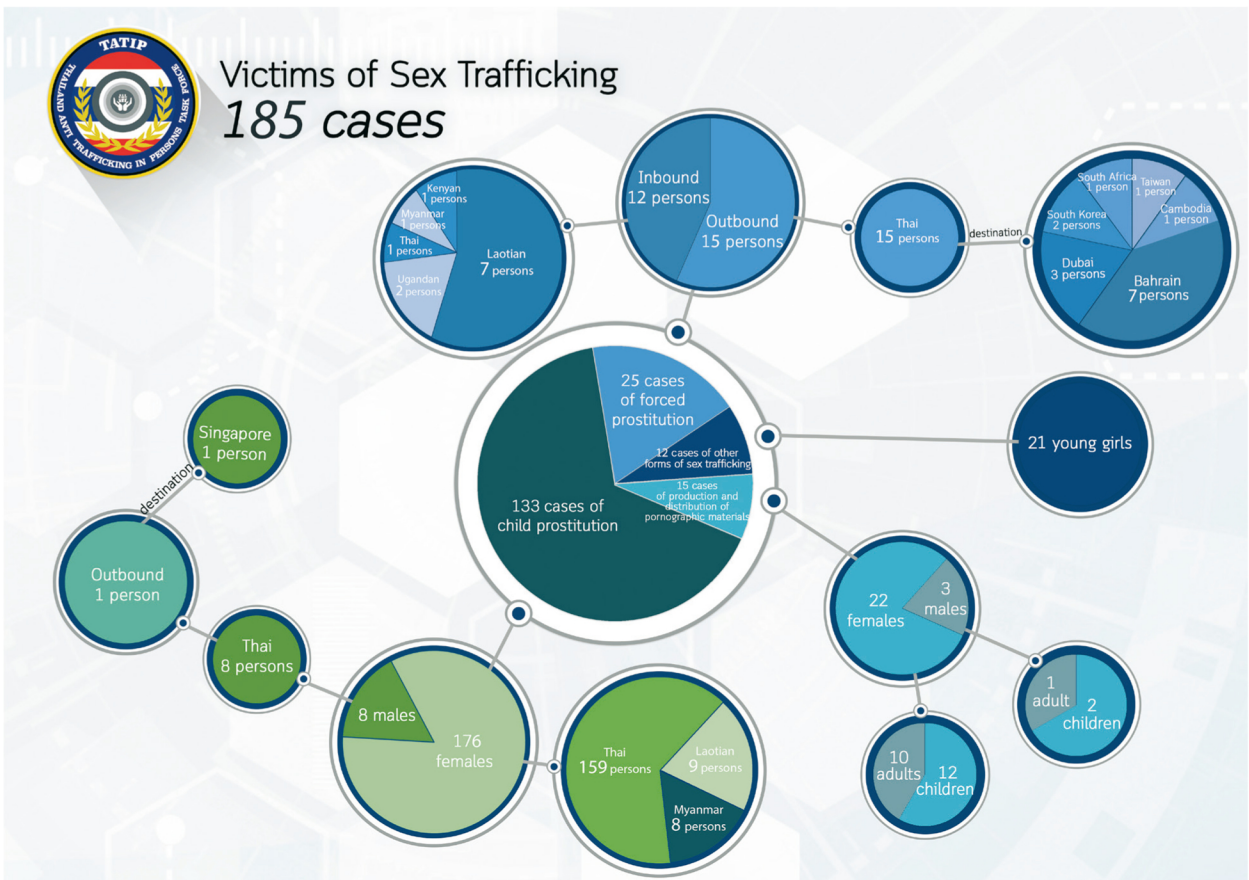 TATIP
THAILAND ANTI TRAFFICKING IN PERSONS TASK FORCE
Victims of Sex Trafficking
185 cases
Kenyan
1 persons
Myanmar
1 persons
Thai
1 persons
Ugandan
2 persons
Laotian
7 persons
Inbound
12 persons
Outbound
15 persons
Thai
15 persons
destination
South Africa
1 person
Taiwan
1 person
Cambodia
1 person
South Korea
2 persons
Dubai
3 persons
Bahrain
7 persons
25 cases
of forced
prostitution
12 cases of other
forms of sex trafficking
15 cases
of production and
distribution of
pornographic materials
133 cases of
child prostitution
21 young girls
Singapore
1 person
destination
Outbound
1 person
Thai
8 persons
8 males
176
females
Thai
159 persons
Laotian
9 persons
Myanmar
8 persons
22
females
3
males
1
adult
2
children
10
adults
12
children